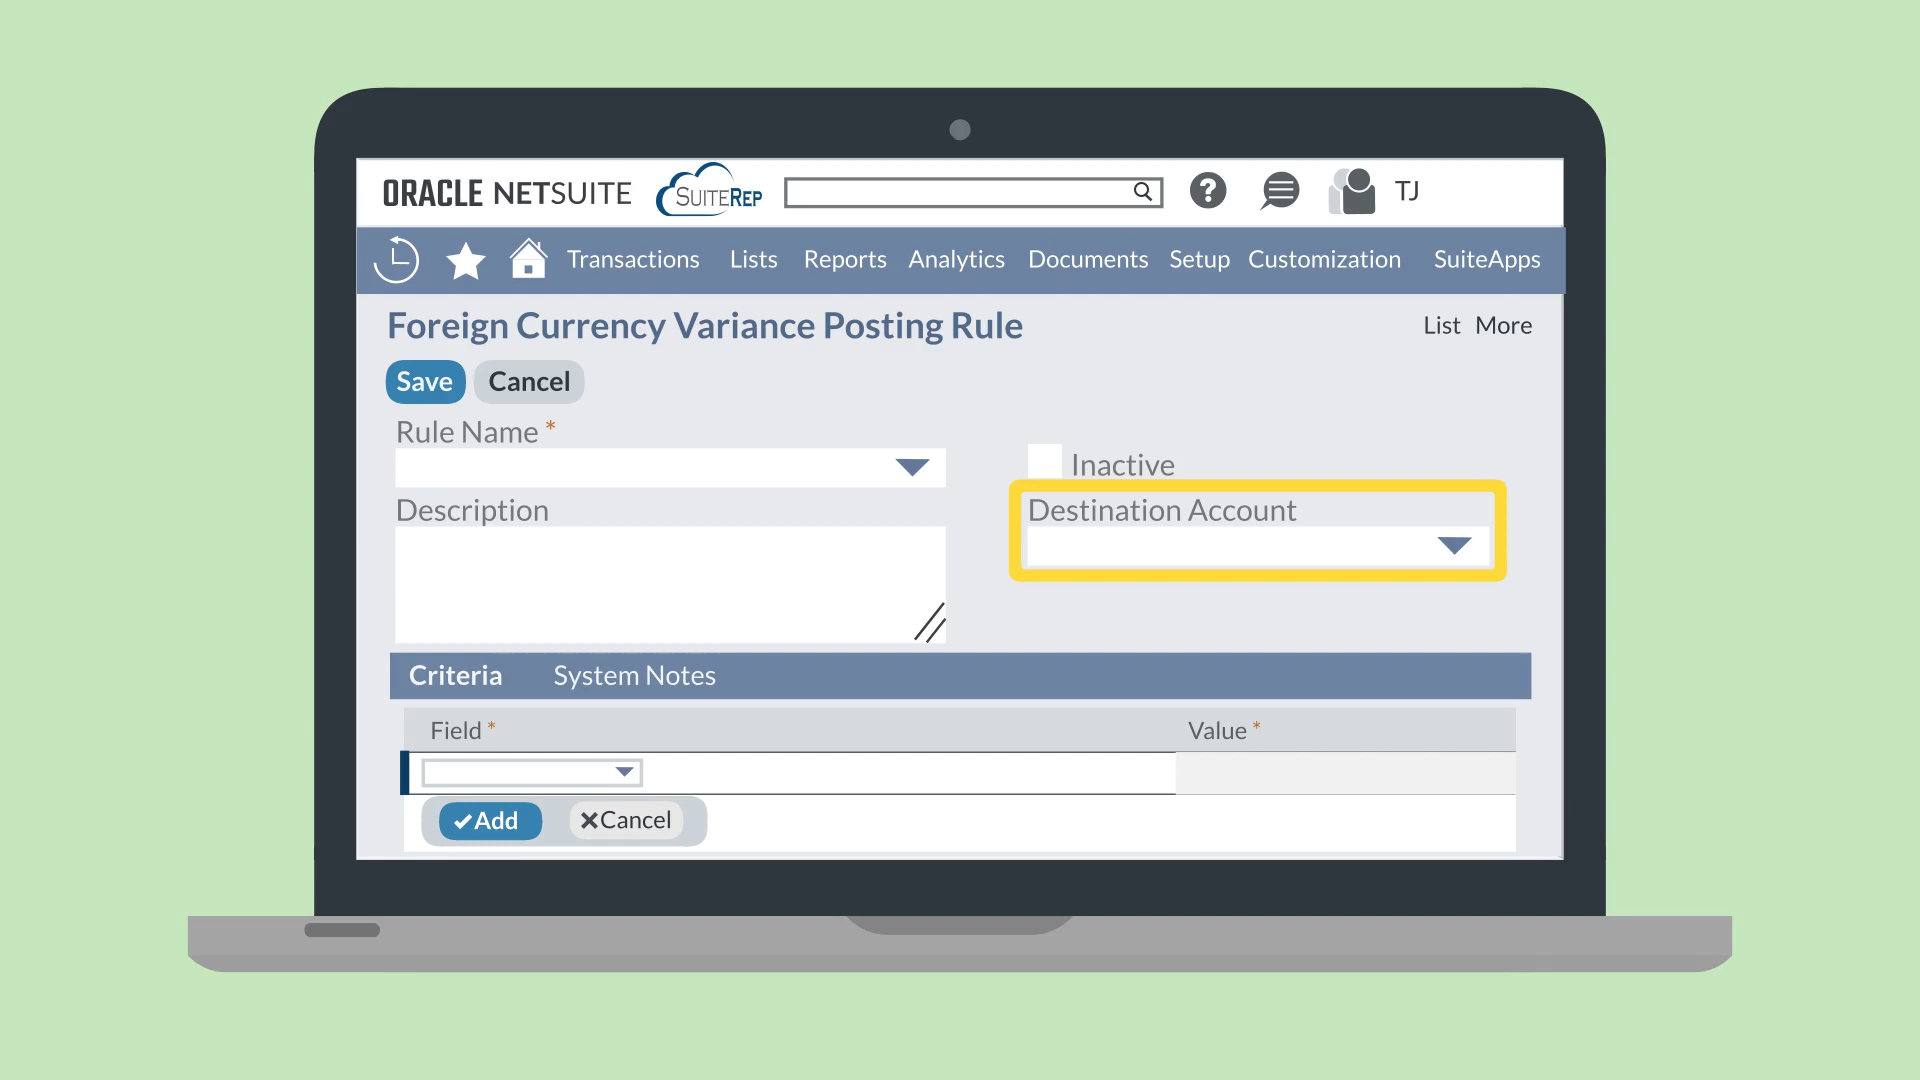 ORACLE NETSUITE SUITEREP ? TJ
Transactions Lists Reports Analytics Documents Setup Customization SuiteApps
Foreign Currency Variance Posting Rule List More
Save Cancel
Rule Name *
Inactive
Description Destination Account
Criteria System Notes
Field * Value *
Add Cancel